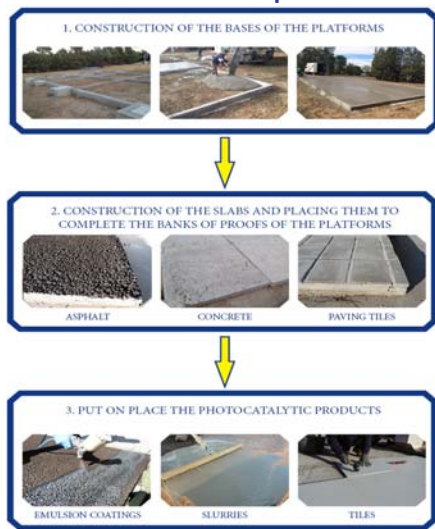 1. CONSTRUCTION OF THE BASES OF THE PLATFORMS
2. CONSTRUCTION OF THE SLABS AND PLACING THEM TO
COMPLETE THE BANKS OF PROOFS OF THE PLATFORMS
ASPHALT
CONCRETE
PAVING TILES
3. PUT ON PLACE THE PHOTOCATALYTIC PRODUCTS
EMULSION COATINGS
SLURRIES
TILES